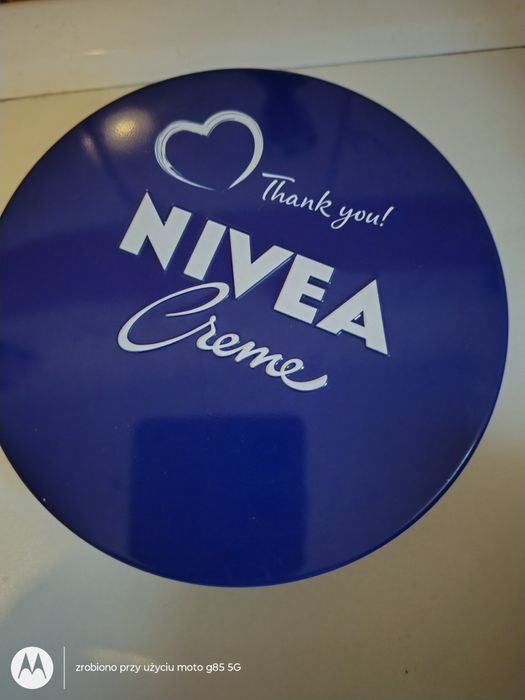 Thank you!
NIVEA
Creme
zrobiono przy użyciu moto g85 5G